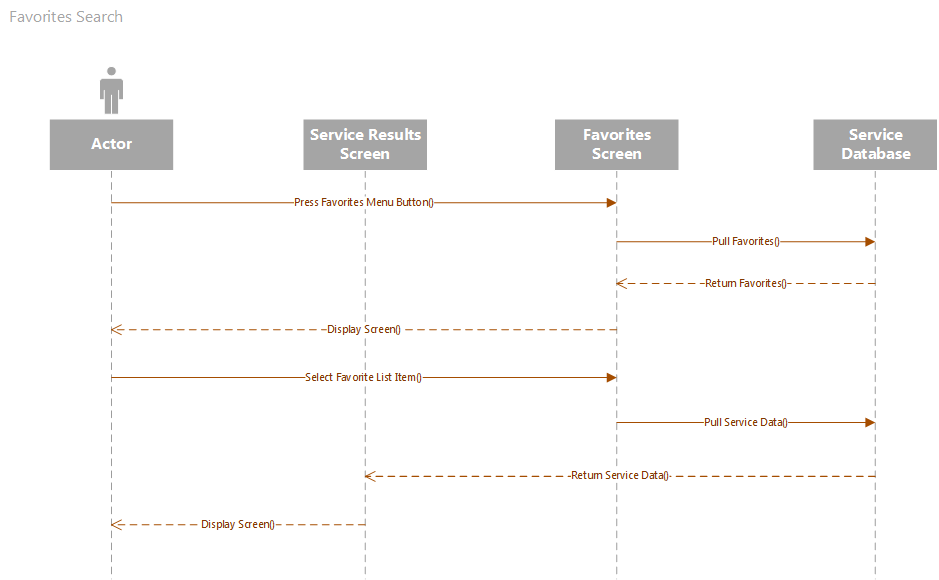 Favorites Search
Actor
Service Results
Screen
Favorites
Screen
Service
Database
Press Favorites Menu Button()
Pull Favorites()
Return Favorites()
Display Screen()
Select Favorite List Item()
Pull Service Data()
Return Service Data()
Display Screen()